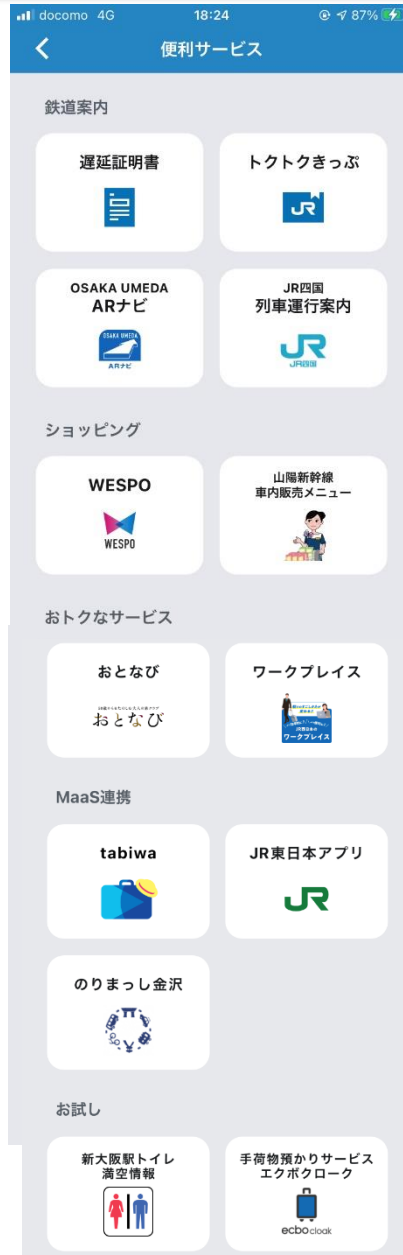 docomo 4G 18:24 87%
便利サービス
鉄道案内
遅延証明書
トクトクきっぷ
JR
OSAKA UMEDA
ARナビ
OSAKA UMEDA
ARナビ
JR四国
列車運行案内
JR
JR四国
ショッピング
WESPO
WESPO
山陽新幹線
車内販売メニュー
おトクなサービス
おとなび
おとなび
ワークプレイス
JR西日本の
ワークプレイス
MaaS連携
tabiwa
JR東日本アプリ
JR
のりまっし金沢
お試し
新大阪駅トイレ
満空情報
手荷物預かりサービス
エクボクローク
ecbo cloak